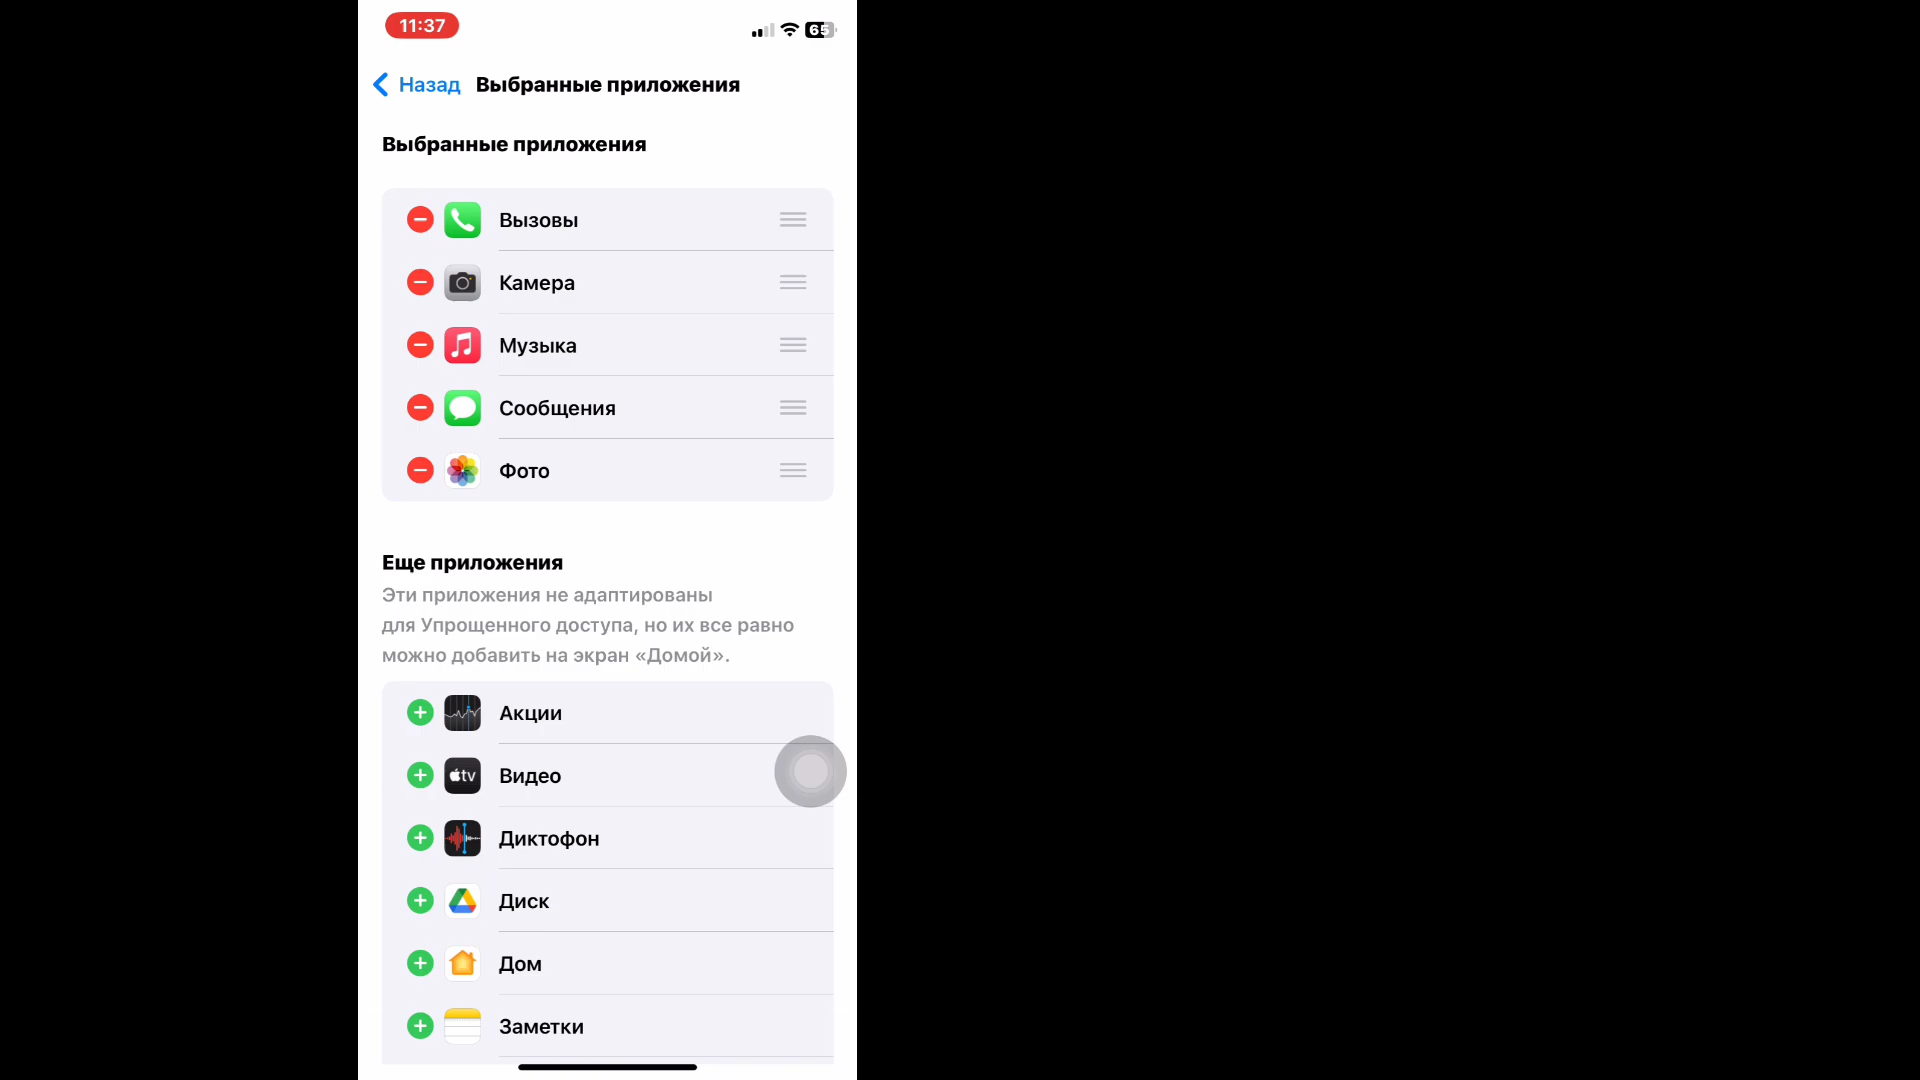 11:37
65
Назад Выбранные приложения
Выбранные приложения
Вызовы
Камера
Музыка
Сообщения
Фото
Еще приложения
Эти приложения не адаптированы
для Упрощенного доступа, но их все равно
можно добавить на экран «Домой».
Акции
tv Видео
Диктофон
Диск
Дом
Заметки